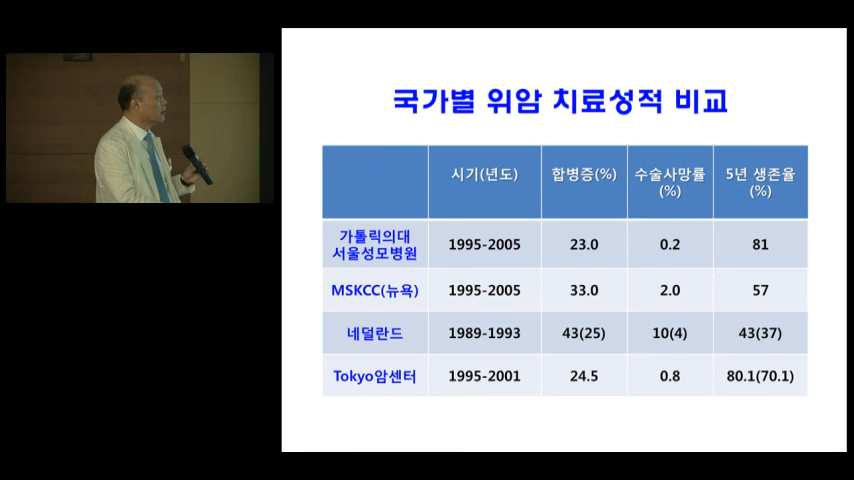 국가별 위암 치료성적 비교
시기(년도) 합병증(%) 수술사망률 (%) 5년 생존율 (%)
가톨릭의대 서울성모병원 1995-2005 23.0 0.2 81
MSKCC(뉴욕) 1995-2005 33.0 2.0 57
네덜란드 1989-1993 43(25) 10(4) 43(37)
Tokyo암센터 1995-2001 24.5 0.8 80.1(70.1)